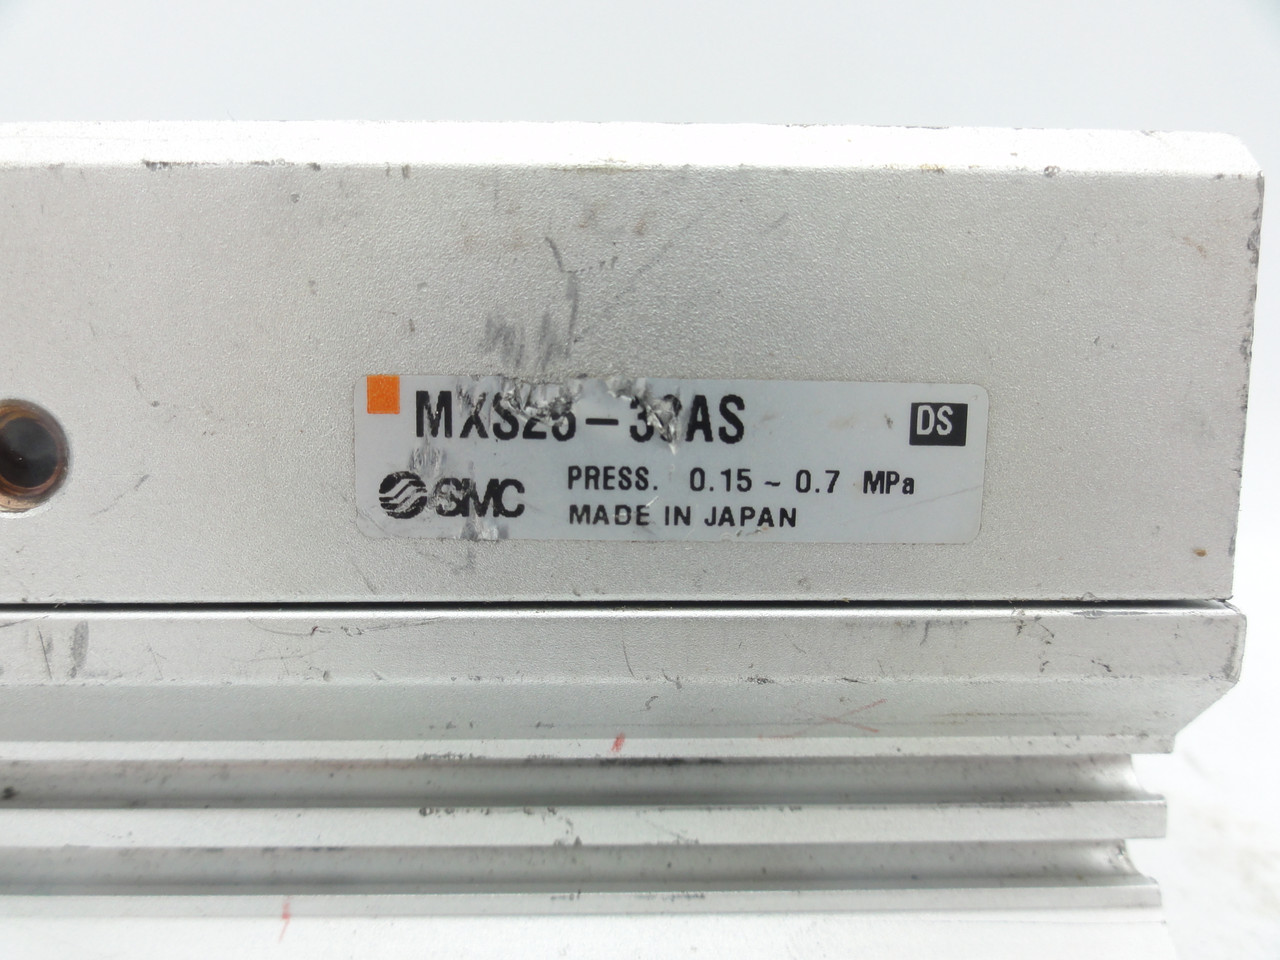 DS
SMC
PRESS. 0.15 ~ 0.7 MPa
MADE IN JAPAN